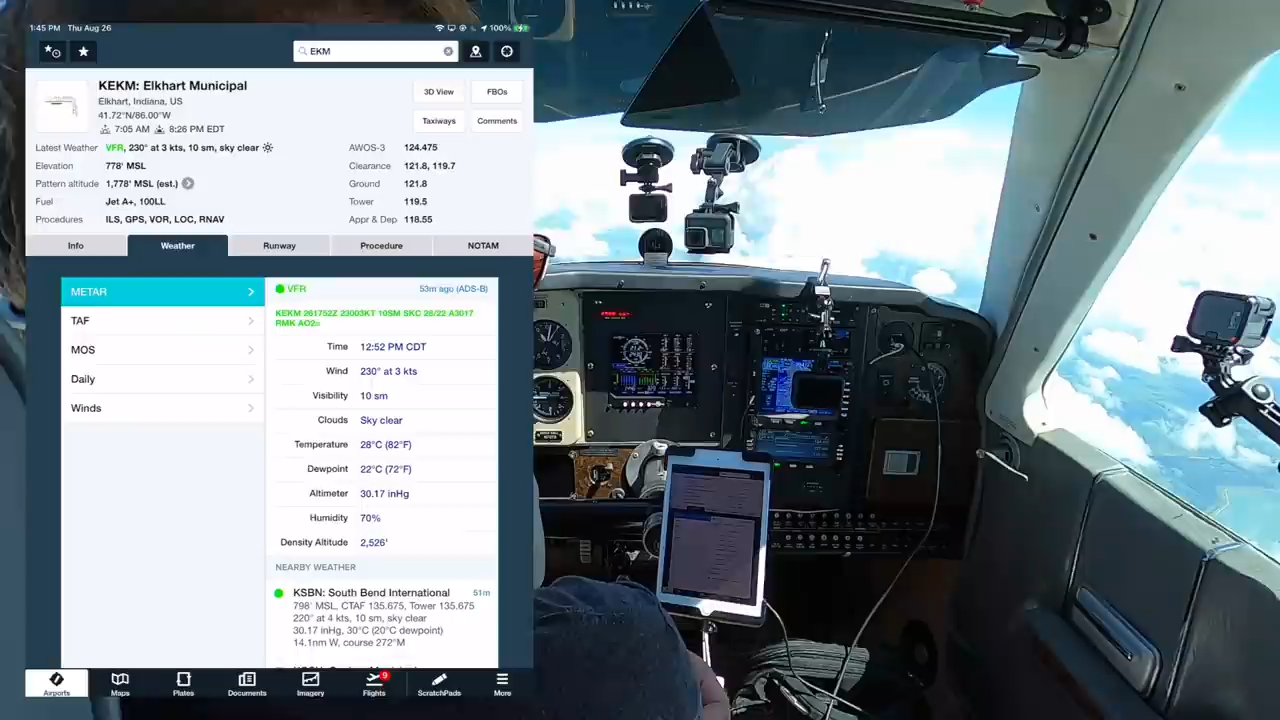 1:45 PM Thu Aug 26
100%
EKM
KEKM: Elkhart Municipal
Elkhart, Indiana, US
41.72°N/86.00°W
7:05 AM 8:26 PM EDT
3D View
FBOs
Taxiways
Comments
Latest Weather VFR, 230° at 3 kts, 10 sm, sky clear
Elevation 778' MSL
Pattern altitude 1,778' MSL (est.)
Fuel Jet A+, 100LL
Procedures ILS, GPS, VOR, LOC, RNAV
AWOS-3 124.475
Clearance 121.8, 119.7
Ground 121.8
Tower 119.5
Appr & Dep 118.55
Info
Weather
Runway
Procedure
NOTAM
METAR
TAF
MOS
Daily
Winds
VFR
53m ago (ADS-B)
KEKM 261752Z 23003KT 10SM SKC 28/22 A3017
RMK AO2=
Time 12:52 PM CDT
Wind 230° at 3 kts
Visibility 10 sm
Clouds Sky clear
Temperature 28°C (82°F)
Dewpoint 22°C (72°F)
Altimeter 30.17 inHg
Humidity 70%
Density Altitude 2,526'
NEARBY WEATHER
KSBN: South Bend International 51m
798' MSL, CTAF 135.675, Tower 135.675
220° at 4 kts, 10 sm, sky clear
30.17 inHg, 30°C (20°C dewpoint)
14.1nm W, course 272°M
Airports
Maps
Plates
Documents
Imagery
9
Flights
ScratchPads
More